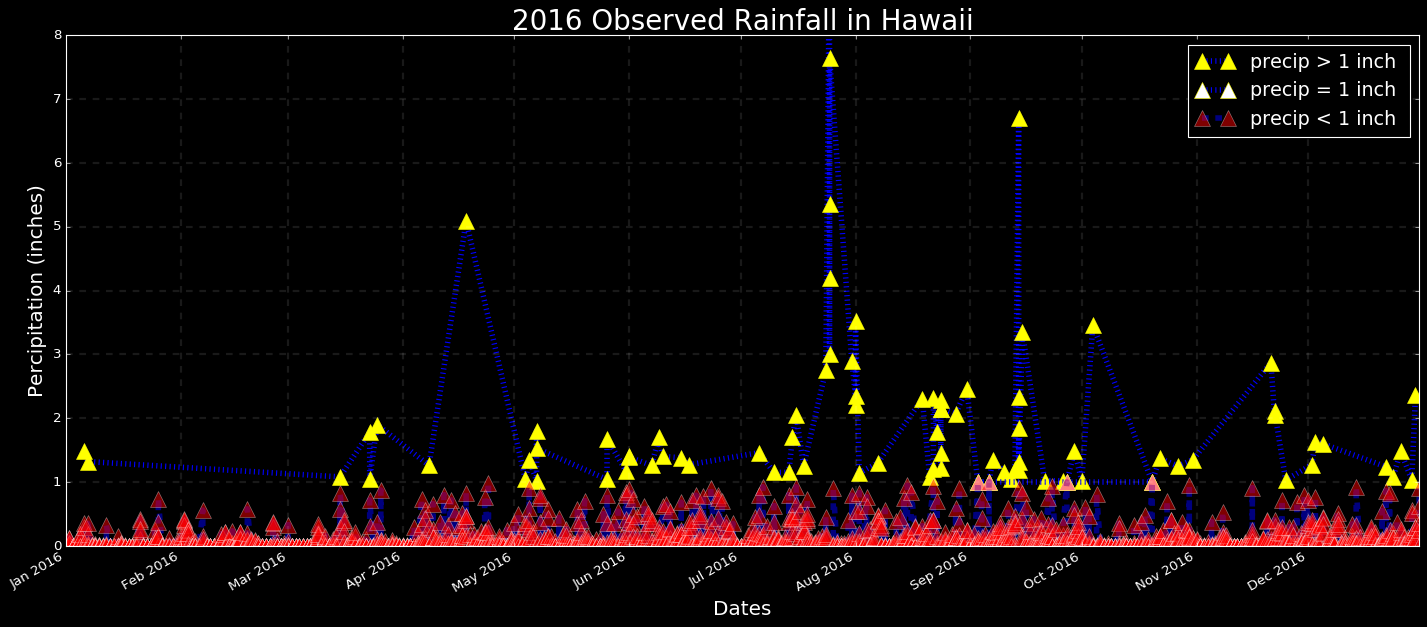 2016 Observed Rainfall in Hawaii
precip > 1 inch
precip = 1 inch
precip < 1 inch
Percipitation (inches)
8
7
6
5
4
3
2
1
0
Jan 2016
Feb 2016
Mar 2016
Apr 2016
May 2016
Jun 2016
Jul 2016
Aug 2016
Sep 2016
Oct 2016
Nov 2016
Dec 2016
Dates